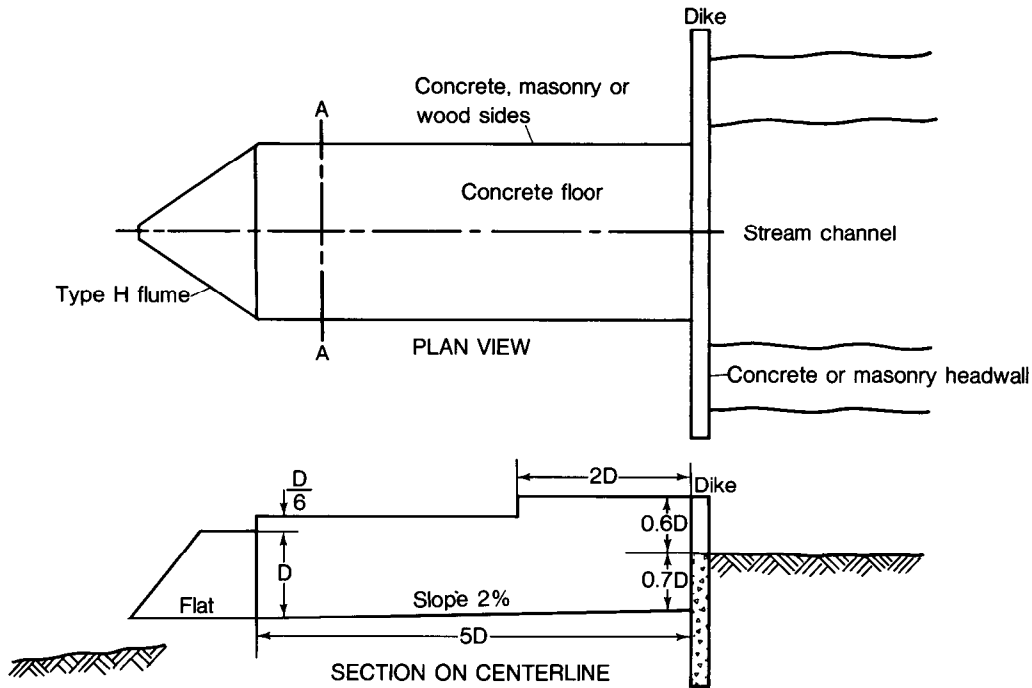 Dike
Concrete, masonry or
wood sides
A
Concrete floor
Stream channel
Type H flume
A
PLAN VIEW
Concrete or masonry headwall
D
6
2D
Dike
0.6D
D
0.7D
Flat
Slope 2%
5D
SECTION ON CENTERLINE